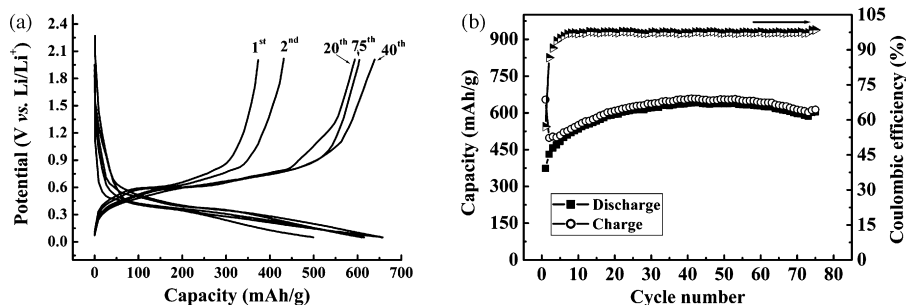 (a)
2.4
2.1
1.8
1.5
1.2
0.9
0.6
0.3
0.0
Potential (V vs. Li/Li⁺)
1ˢᵗ
2ⁿᵈ
20ᵗʰ
75ᵗʰ
40ᵗʰ
0 100 200 300 400 500 600 700
Capacity (mAh/g)
(b)
900
750
600
450
300
150
0
Capacity (mAh/g)
Discharge
Charge
105
90
75
60
45
30
15
0
Coulombic efficiency (%)
0 10 20 30 40 50 60 70 80
Cycle number